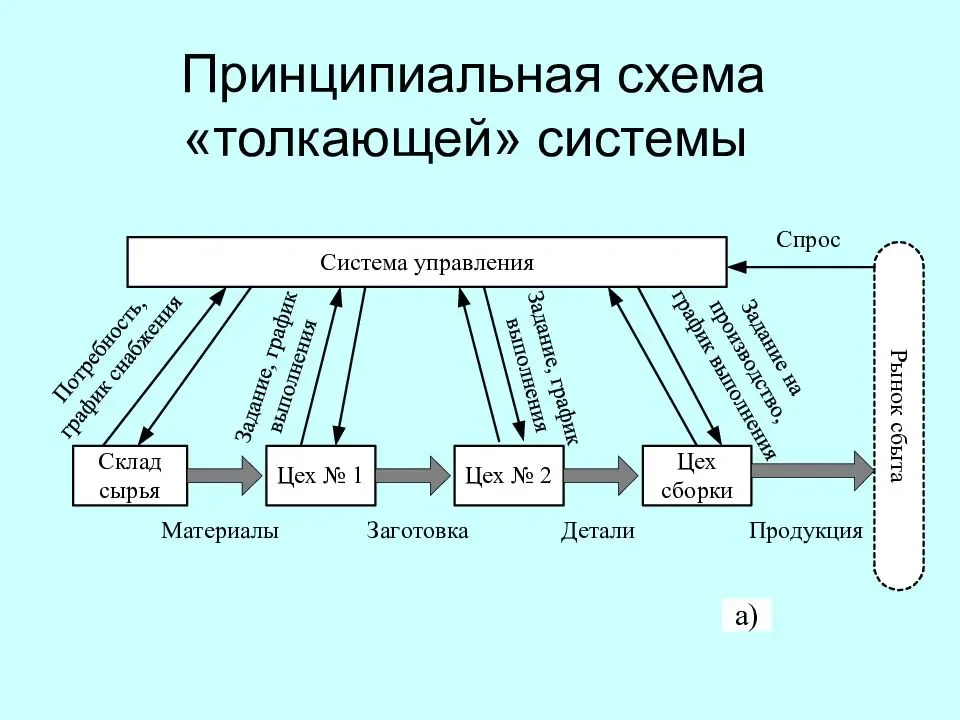 Принципиальная схема
«толкающей» системы
Спрос
Система управления
Потребность,
график снабжения
Задание, график
выполнения
Задание, график
выполнения
Задание на
производство,
график выполнения
Рынок сбыта
Склад
сырья
Цех № 1
Цех № 2
Цех
сборки
Материалы
Заготовка
Детали
Продукция
а)